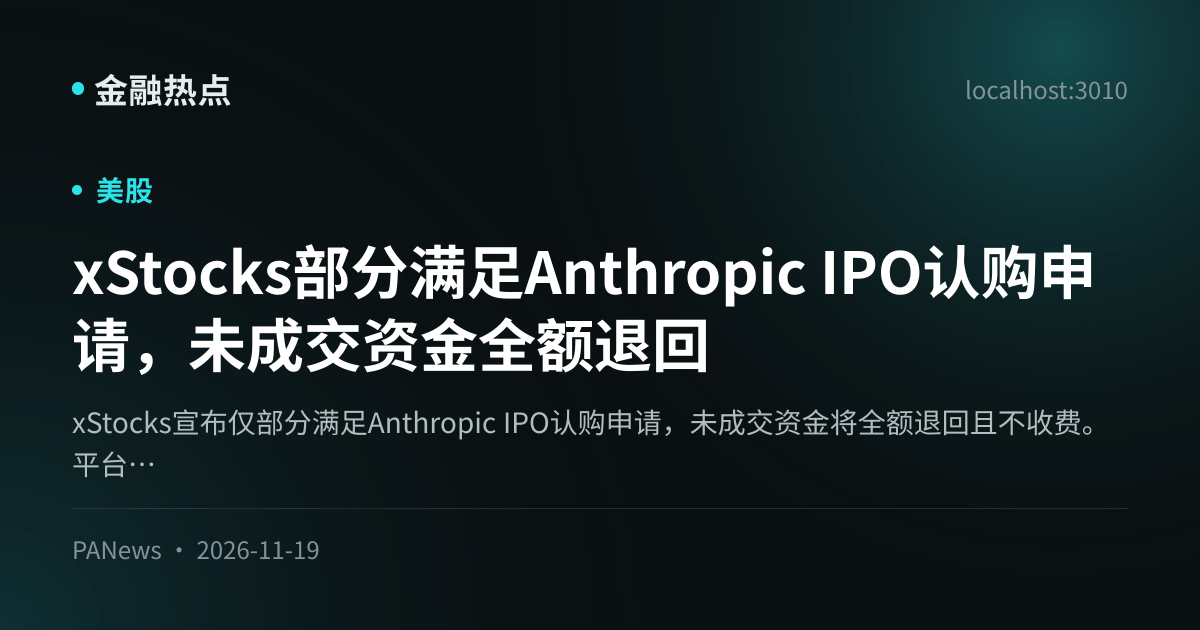 金融热点
localhost:3010
美股
xStocks部分满足Anthropic IPO认购申
请，未成交资金全额退回
xStocks宣布仅部分满足Anthropic IPO认购申请，未成交资金将全额退回且不收费。
平台…
PANews · 2026-11-19